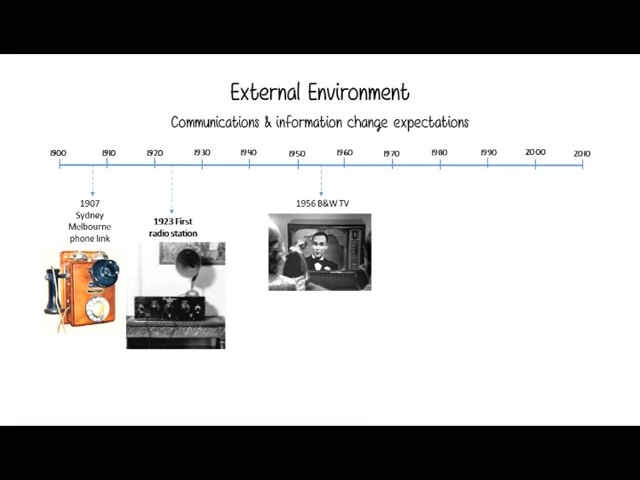 External Environment
Communications & information change expectations
1900 1910 1920 1930 1940 1950 1960 1970 1980 1990 2000 2010
1907
Sydney
Melbourne
phone link
1923 First
radio station
1956 B&W TV